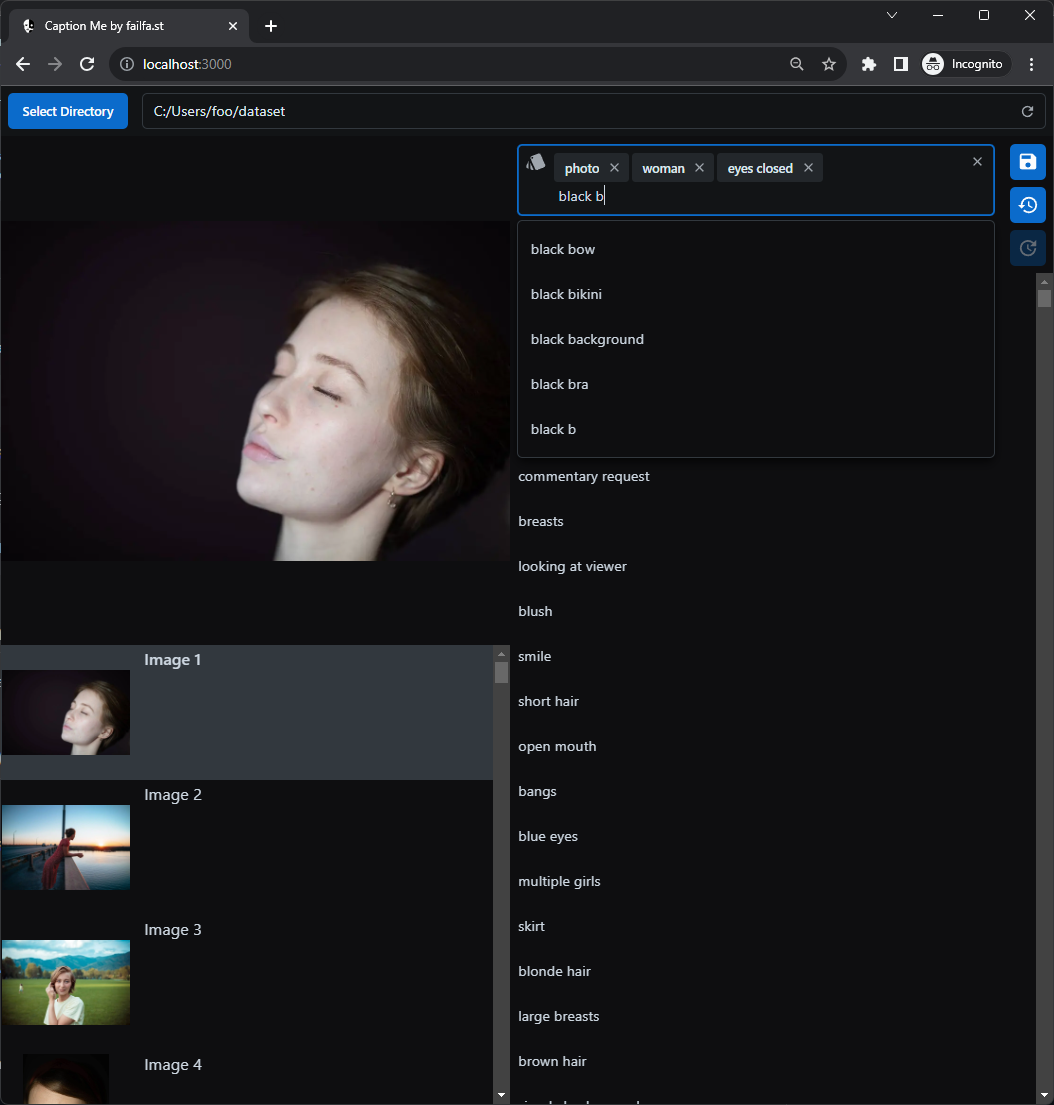 Caption Me by failfa.st
localhost:3000
Incognito
Select Directory
C:/Users/foo/dataset
photo
woman
eyes closed
black b
black bow
black bikini
black background
black bra
black b
commentary request
breasts
looking at viewer
blush
smile
short hair
open mouth
bangs
blue eyes
multiple girls
skirt
blonde hair
large breasts
brown hair
Image 1
Image 2
Image 3
Image 4